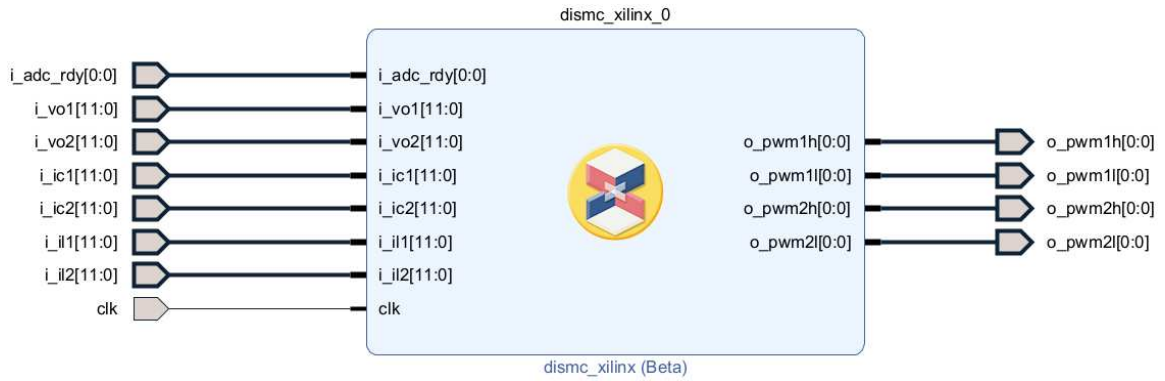 dismc_xilinx_0
i_adc_rdy[0:0] i_adc_rdy[0:0]
i_vo1[11:0] i_vo1[11:0]
i_vo2[11:0] i_vo2[11:0] o_pwm1h[0:0] o_pwm1h[0:0]
i_ic1[11:0] i_ic1[11:0] o_pwm1l[0:0] o_pwm1l[0:0]
i_ic2[11:0] i_ic2[11:0] o_pwm2h[0:0] o_pwm2h[0:0]
i_il1[11:0] i_il1[11:0] o_pwm2l[0:0] o_pwm2l[0:0]
i_il2[11:0] i_il2[11:0]
clk clk
dismc_xilinx (Beta)